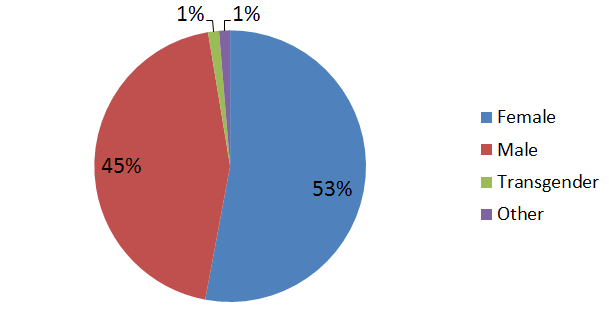 1% 1%
45%
53%
Female
Male
Transgender
Other